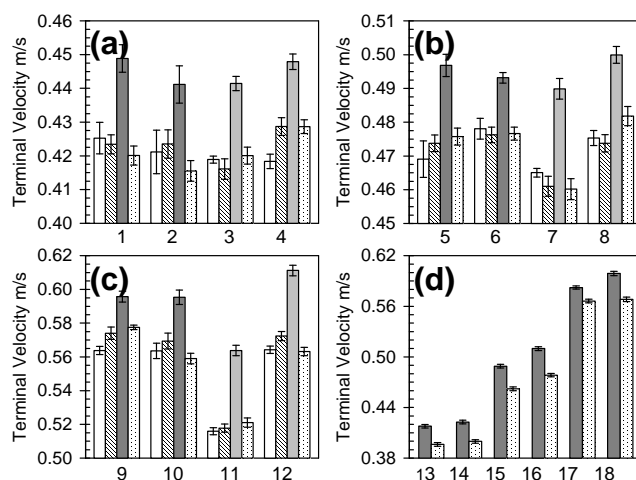 (a)
Terminal Velocity m/s
0.46
0.45
0.44
0.43
0.42
0.41
0.40
1 2 3 4
(b)
Terminal Velocity m/s
0.51
0.50
0.49
0.48
0.47
0.46
0.45
5 6 7 8
(c)
Terminal Velocity m/s
0.62
0.60
0.58
0.56
0.54
0.52
0.50
9 10 11 12
(d)
Terminal Velocity m/s
0.62
0.56
0.50
0.44
0.38
13 14 15 16 17 18